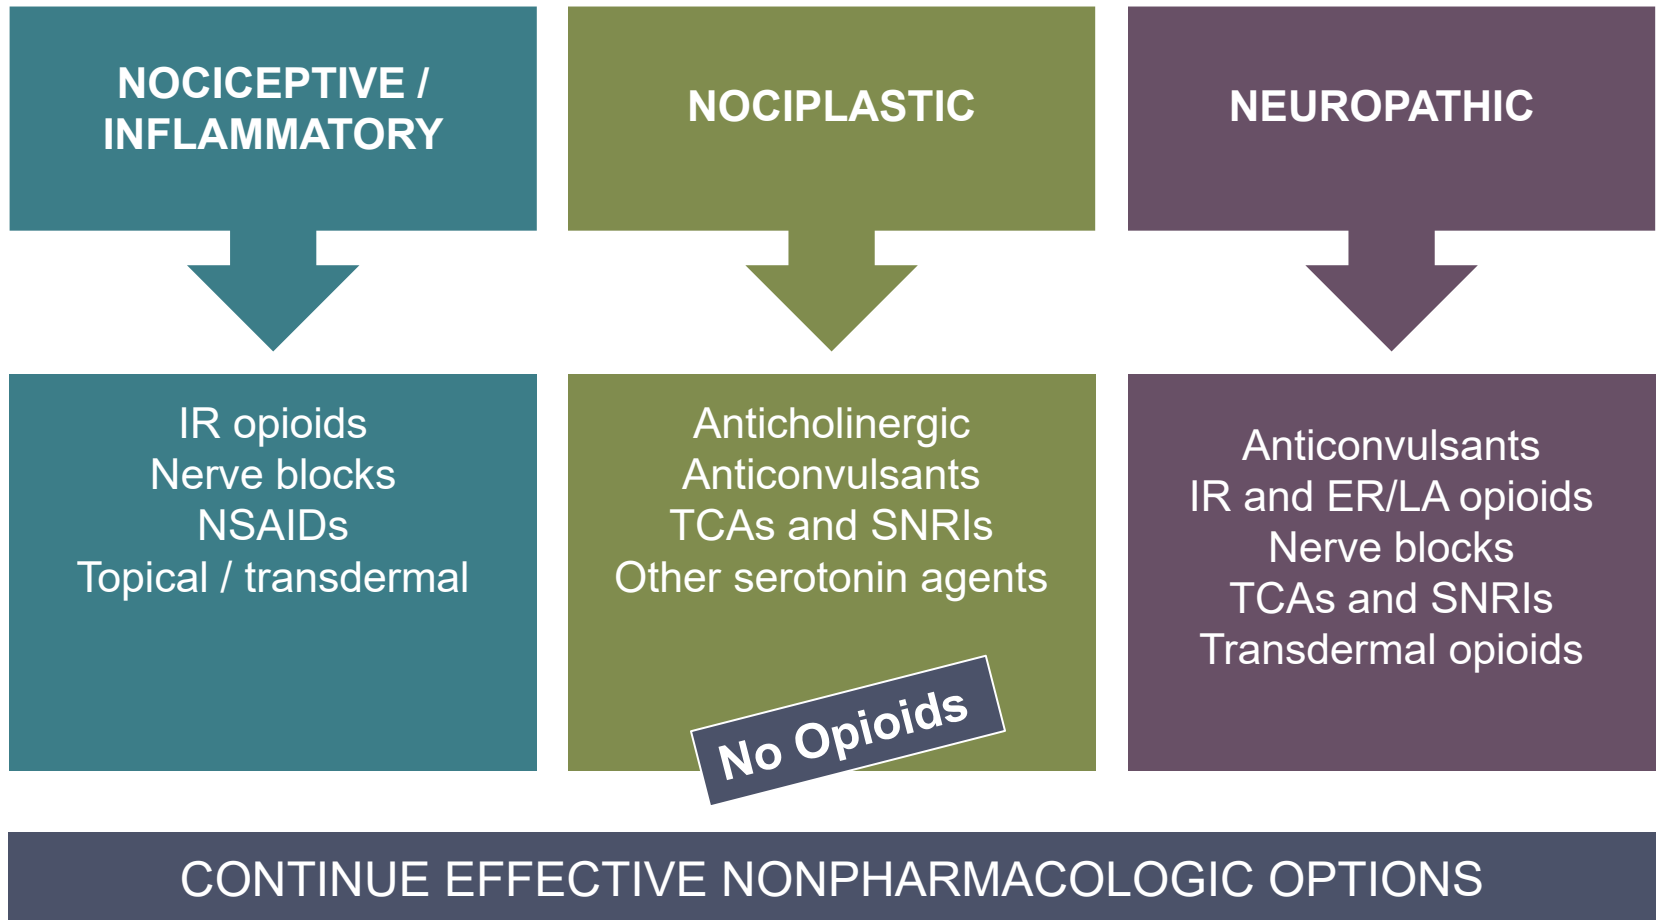 NOCICEPTIVE /
INFLAMMATORY
IR opioids
Nerve blocks
NSAIDs
Topical / transdermal
NOCIPLASTIC
Anticholinergic
Anticonvulsants
TCAs and SNRIs
Other serotonin agents
No Opioids
NEUROPATHIC
Anticonvulsants
IR and ER/LA opioids
Nerve blocks
TCAs and SNRIs
Transdermal opioids
CONTINUE EFFECTIVE NONPHARMACOLOGIC OPTIONS